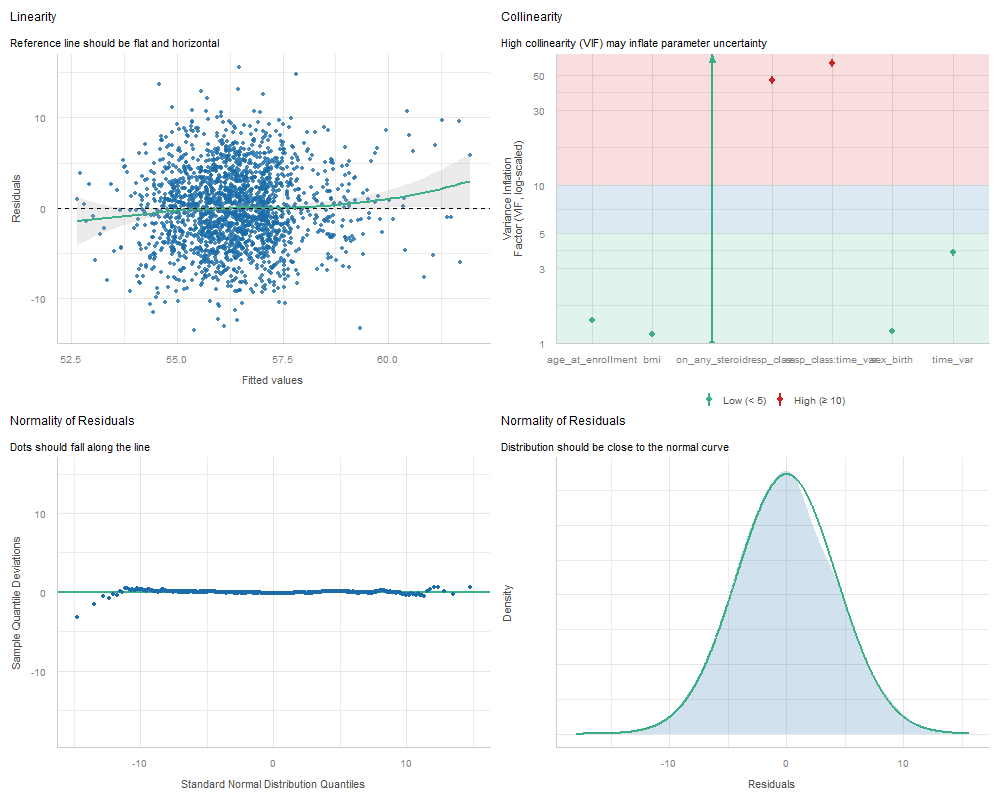 Linearity
Reference line should be flat and horizontal
Residuals
10
0
-10
52.5 55.0 57.5 60.0
Fitted values
Collinearity
High collinearity (VIF) may inflate parameter uncertainty
Variance Inflation
Factor (VIF, log-scaled)
50
30
10
5
3
1
age_at_enrollment bmi on_any_steroid resp_class resp_class:time_var sex_birth time_var
Low (< 5) High (≥ 10)
Normality of Residuals
Dots should fall along the line
Sample Quantile Deviations
10
0
-10
-10 0 10
Standard Normal Distribution Quantiles
Normality of Residuals
Distribution should be close to the normal curve
Density
-10 0 10
Residuals